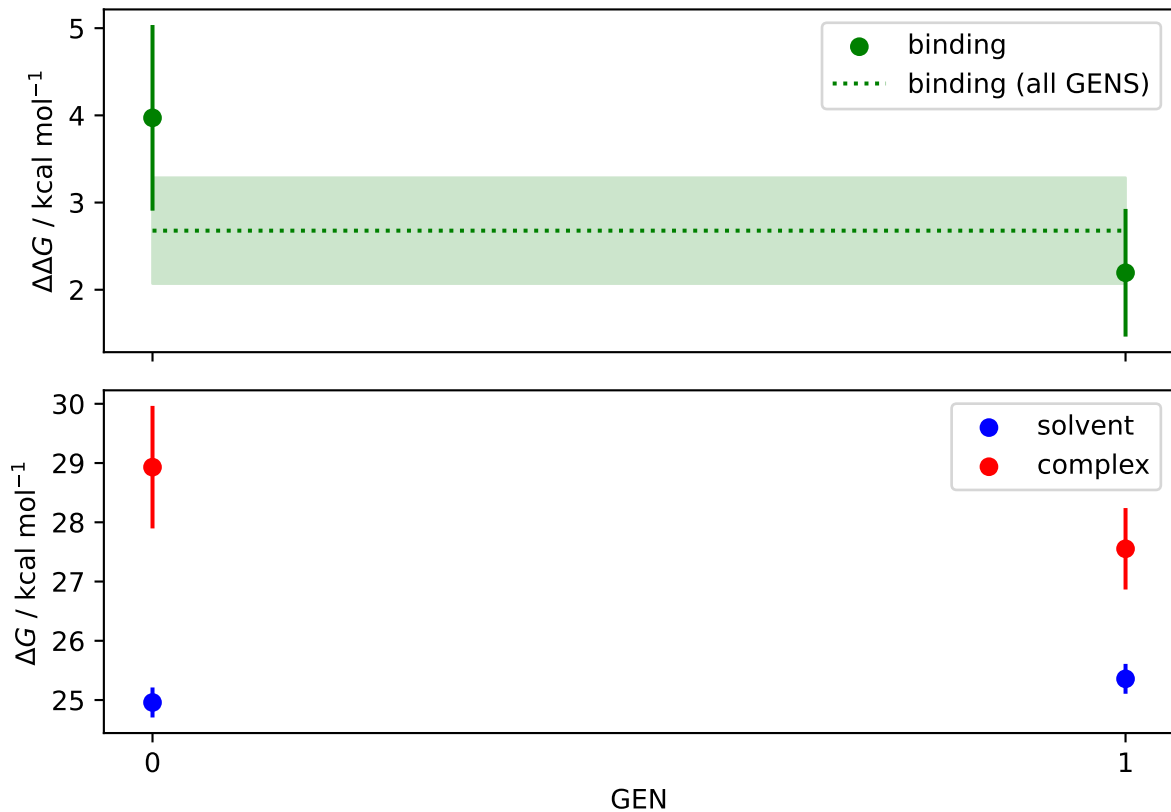 5
4
3
2
ΔΔG / kcal mol⁻¹
binding
binding (all GENS)
30
29
28
27
26
25
ΔG / kcal mol⁻¹
solvent
complex
0
1
GEN